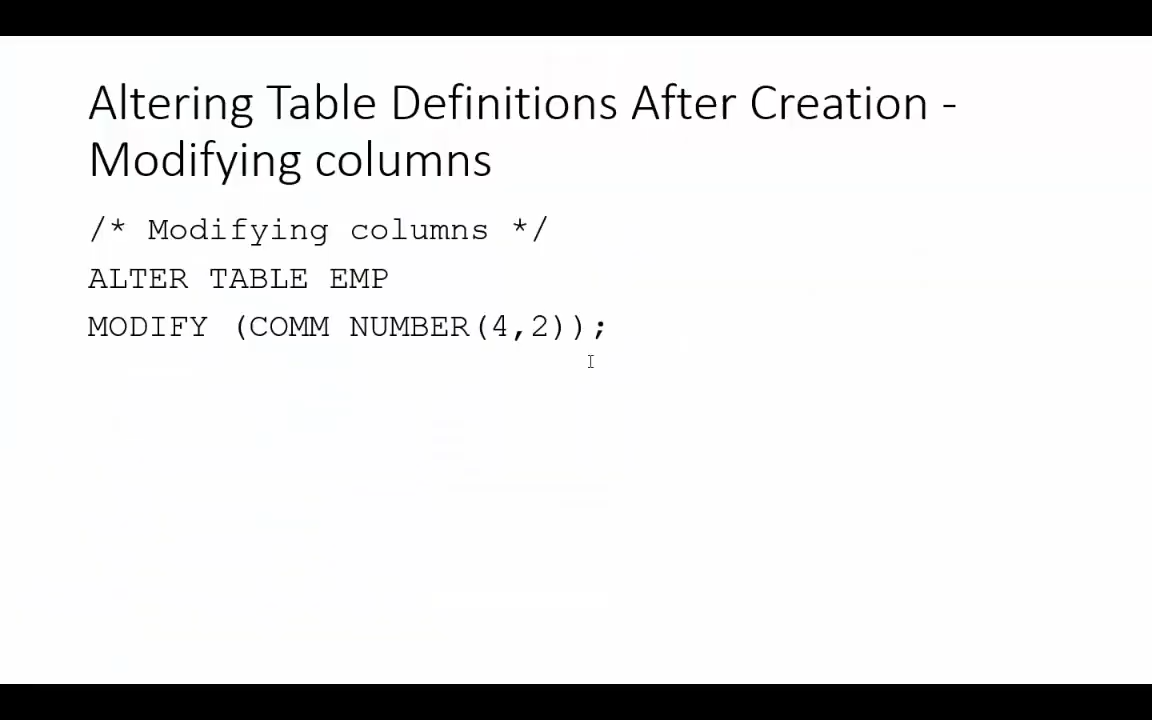 Altering Table Definitions After Creation -
Modifying columns
/* Modifying columns */
ALTER TABLE EMP
MODIFY (COMM NUMBER(4,2));